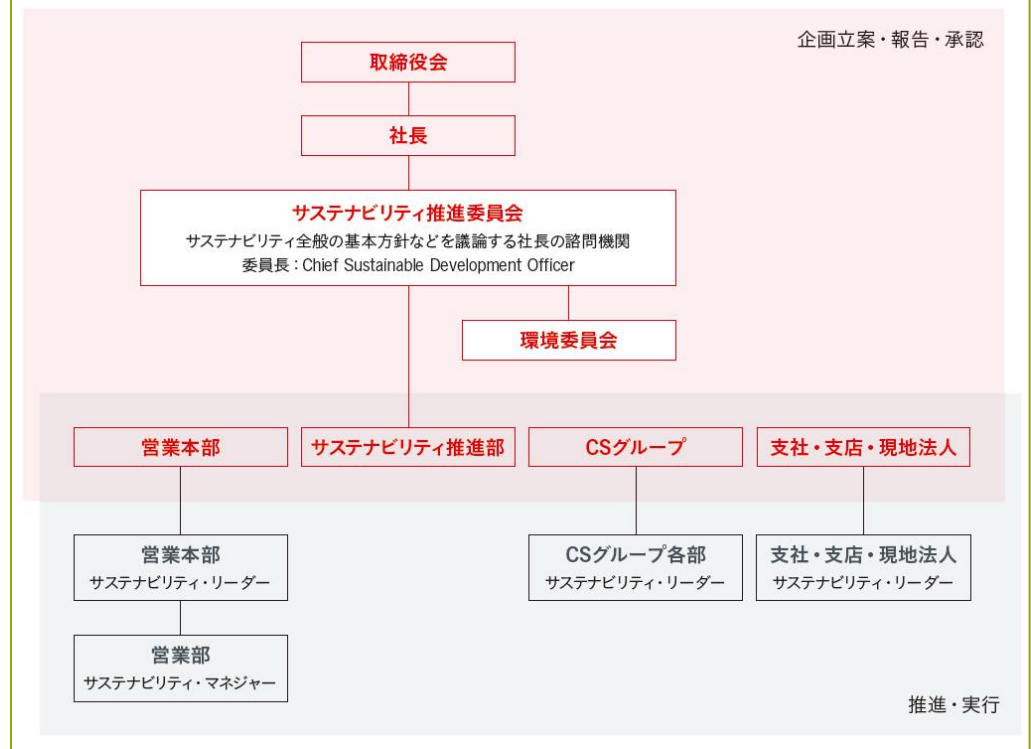 企画立案・報告・承認
取締役会
社長
サステナビリティ推進委員会
サステナビリティ全般の基本方針などを議論する社長の諮問機関
委員長：Chief Sustainable Development Officer
環境委員会
営業本部
サステナビリティ推進部
CSグループ
支社・支店・現地法人
営業本部
サステナビリティ・リーダー
CSグループ各部
サステナビリティ・リーダー
支社・支店・現地法人
サステナビリティ・リーダー
営業部
サステナビリティ・マネジャー
推進・実行